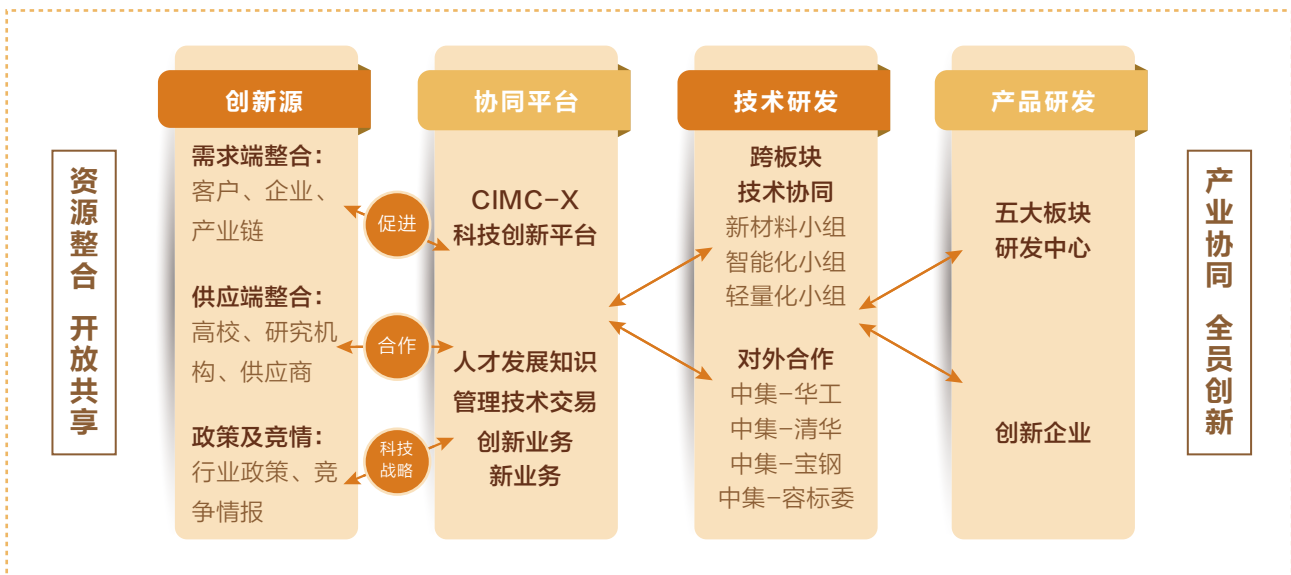 资源整合 开放共享
创新源
需求端整合：
客户、企业、
产业链
供应端整合：
高校、研究机
构、供应商
政策及竞情：
行业政策、竞
争情报
促进
合作
科技
战略
协同平台
CIMC-X
科技创新平台
人才发展知识
管理技术交易
创新业务
新业务
技术研发
跨板块
技术协同
新材料小组
智能化小组
轻量化小组
对外合作
中集-华工
中集-清华
中集-宝钢
中集-容标委
产品研发
五大板块
研发中心
创新企业
产业协同 全员创新